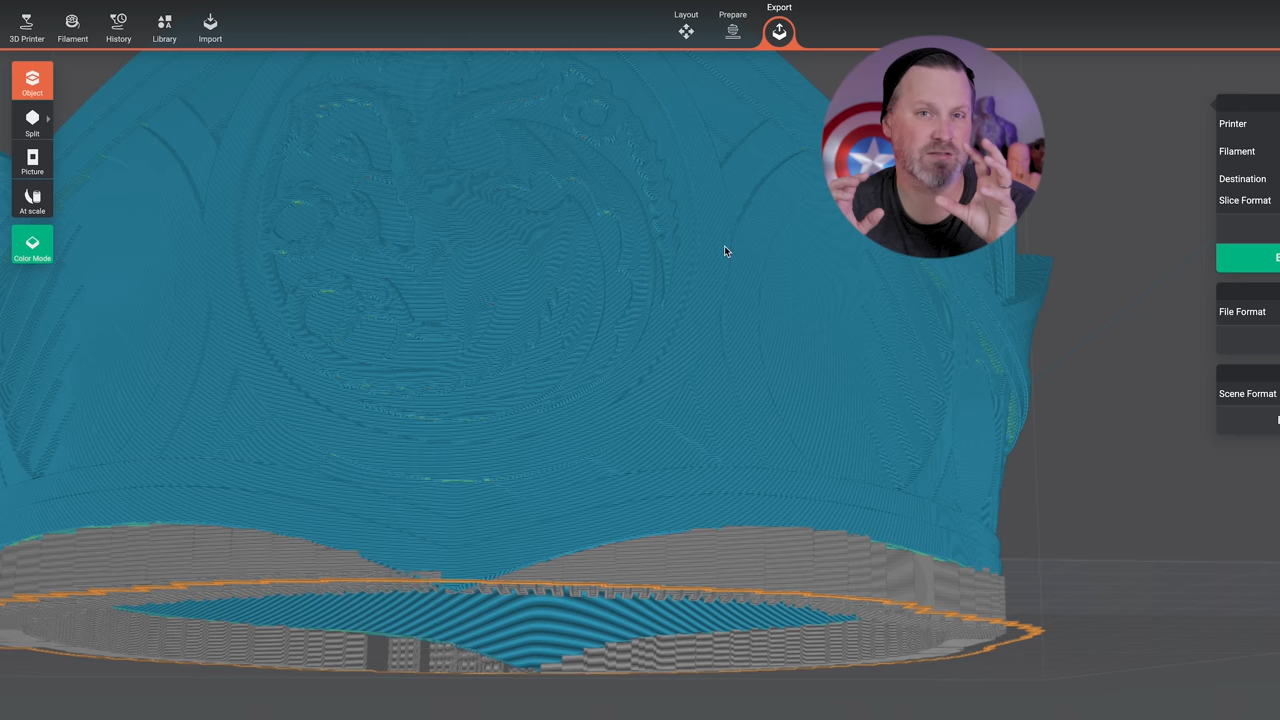 3D Printer
Filament
History
Library
Import
Layout
Prepare
Export
Object
Split
Picture
At scale
Color Mode
Printer
Filament
Destination
Slice Format
File Format
Scene Format